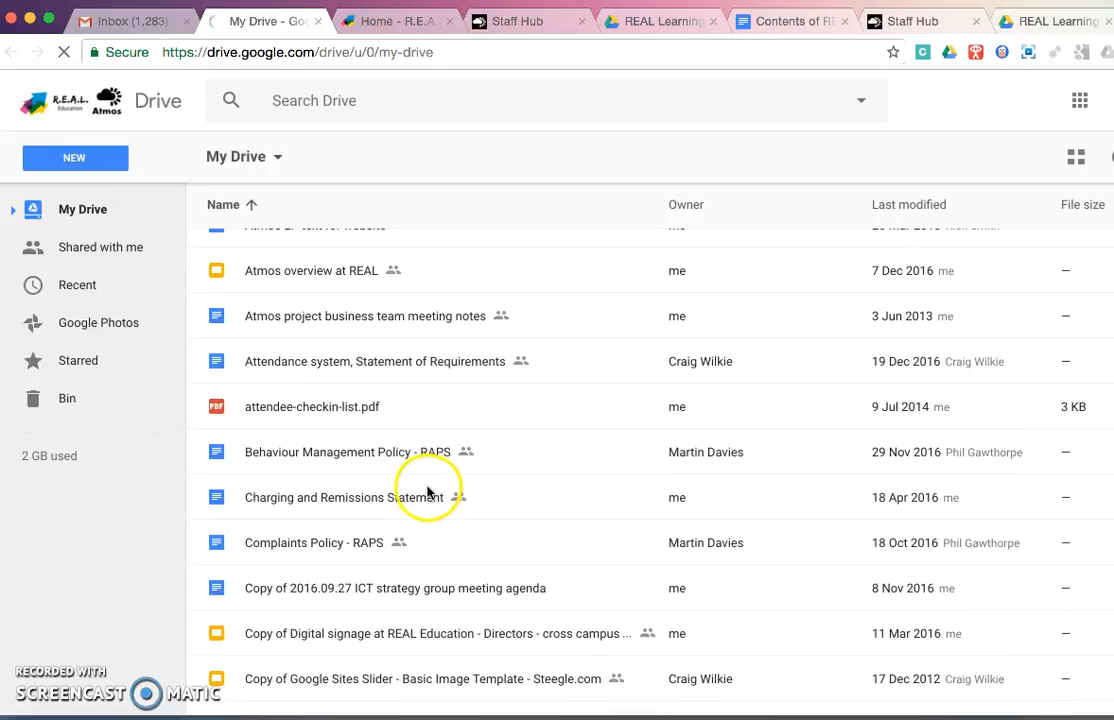 Inbox (1,283) My Drive - Goo Home - R.E.A. Staff Hub REAL Learning Contents of RE Staff Hub REAL Learning
Secure https://drive.google.com/drive/u/0/my-drive
R.E.A.L. Education Atmos Drive Search Drive
NEW My Drive
Name Owner Last modified File size
My Drive
Shared with me
Recent
Google Photos
Starred
Bin
2 GB used
Atmos overview at REAL me 7 Dec 2016 me –
Atmos project business team meeting notes me 3 Jun 2013 me –
Attendance system, Statement of Requirements Craig Wilkie 19 Dec 2016 Craig Wilkie –
PDF attendee-checkin-list.pdf me 9 Jul 2014 me 3 KB
Behaviour Management Policy - RAPS Martin Davies 29 Nov 2016 Phil Gawthorpe –
Charging and Remissions Statement me 18 Apr 2016 me –
Complaints Policy - RAPS Martin Davies 18 Oct 2016 Phil Gawthorpe –
Copy of 2016.09.27 ICT strategy group meeting agenda me 8 Nov 2016 me –
Copy of Digital signage at REAL Education - Directors - cross campus ... me 11 Mar 2016 me –
Copy of Google Sites Slider - Basic Image Template - Steegle.com Craig Wilkie 17 Dec 2012 Craig Wilkie –
RECORDED WITH
SCREENCAST MATIC